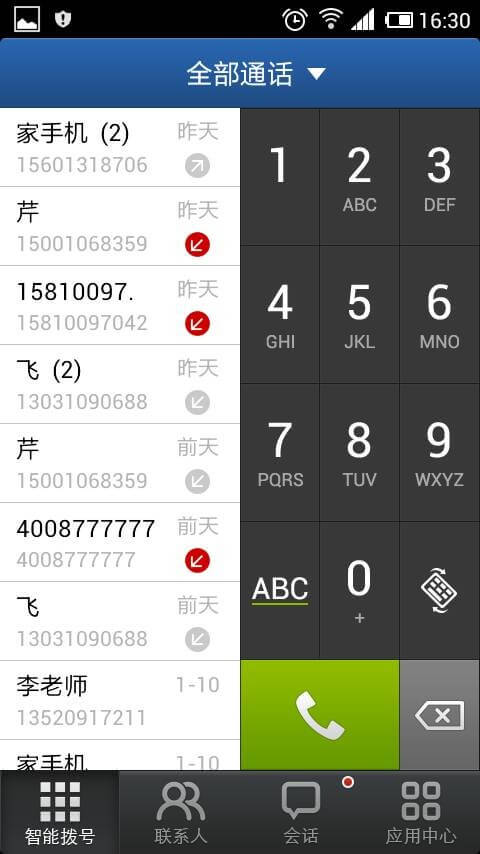 16:30
全部通话
家手机 (2) 昨天
15601318706
芹 昨天
15001068359
15810097. 昨天
15810097042
飞 (2) 昨天
13031090688
芹 前天
15001068359
4008777777 前天
4008777777
飞 前天
13031090688
李老师 1-10
13520917211
家手机 1-10
1 2 3
ABC DEF
4 5 6
GHI JKL MNO
7 8 9
PQRS TUV WXYZ
ABC 0
+
智能拨号 联系人 会话 应用中心